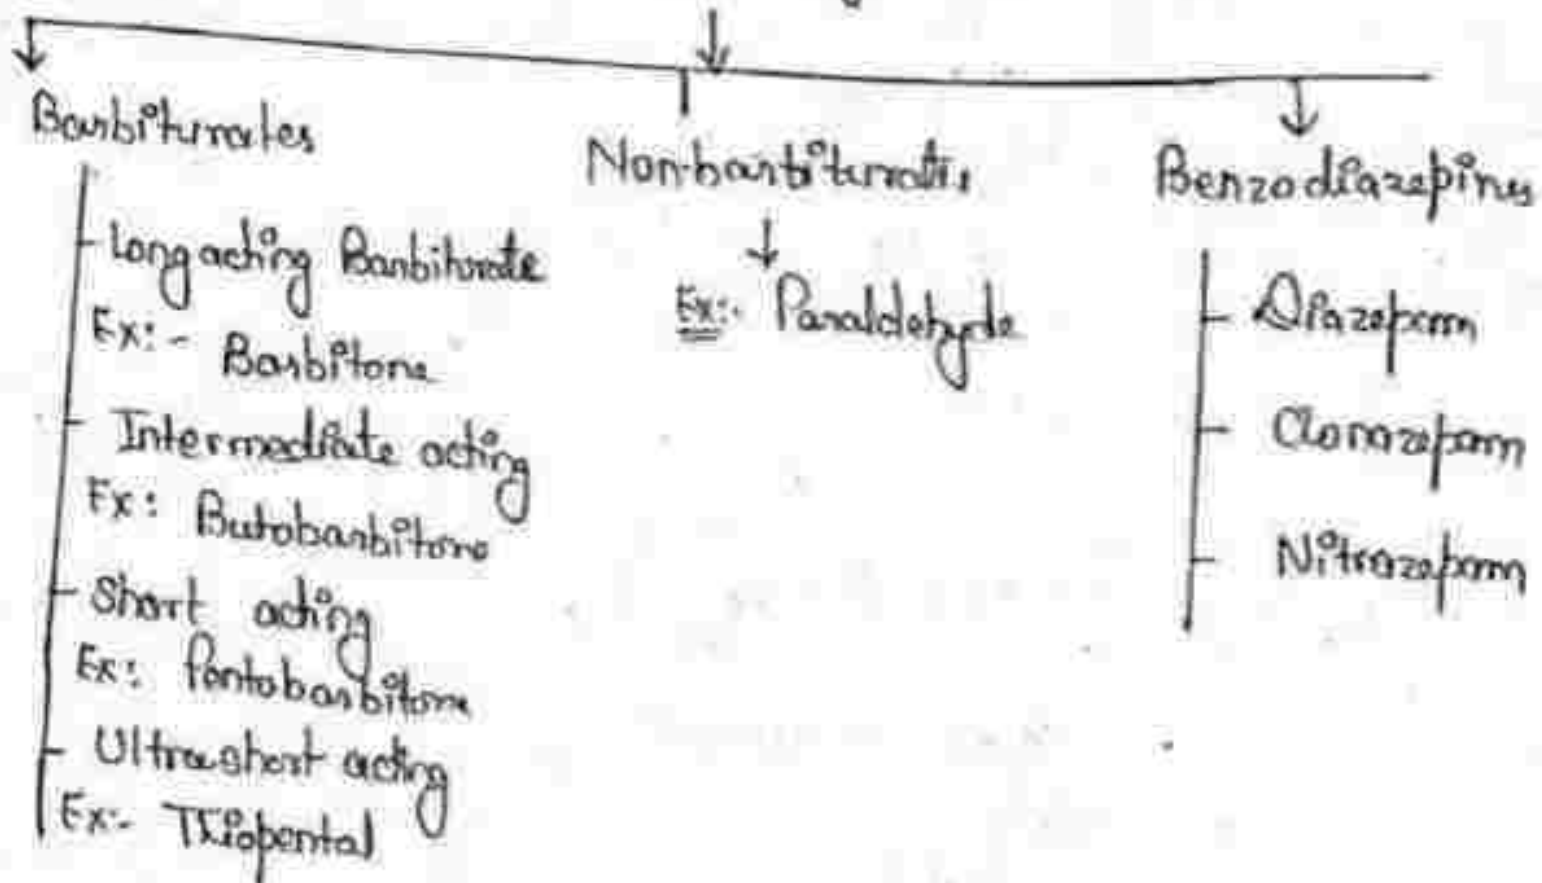 Barbiturates
Long acting Barbiturate
Ex:- Barbitone
Intermediate acting
Ex: Butobarbitone
Short acting
Ex: Pentobarbitone
Ultrashort acting
Ex:- Thiopental
Non-barbiturates
Ex:- Paraldehyde
Benzodiazepines
Diazepam
Clonazepam
Nitrazepam